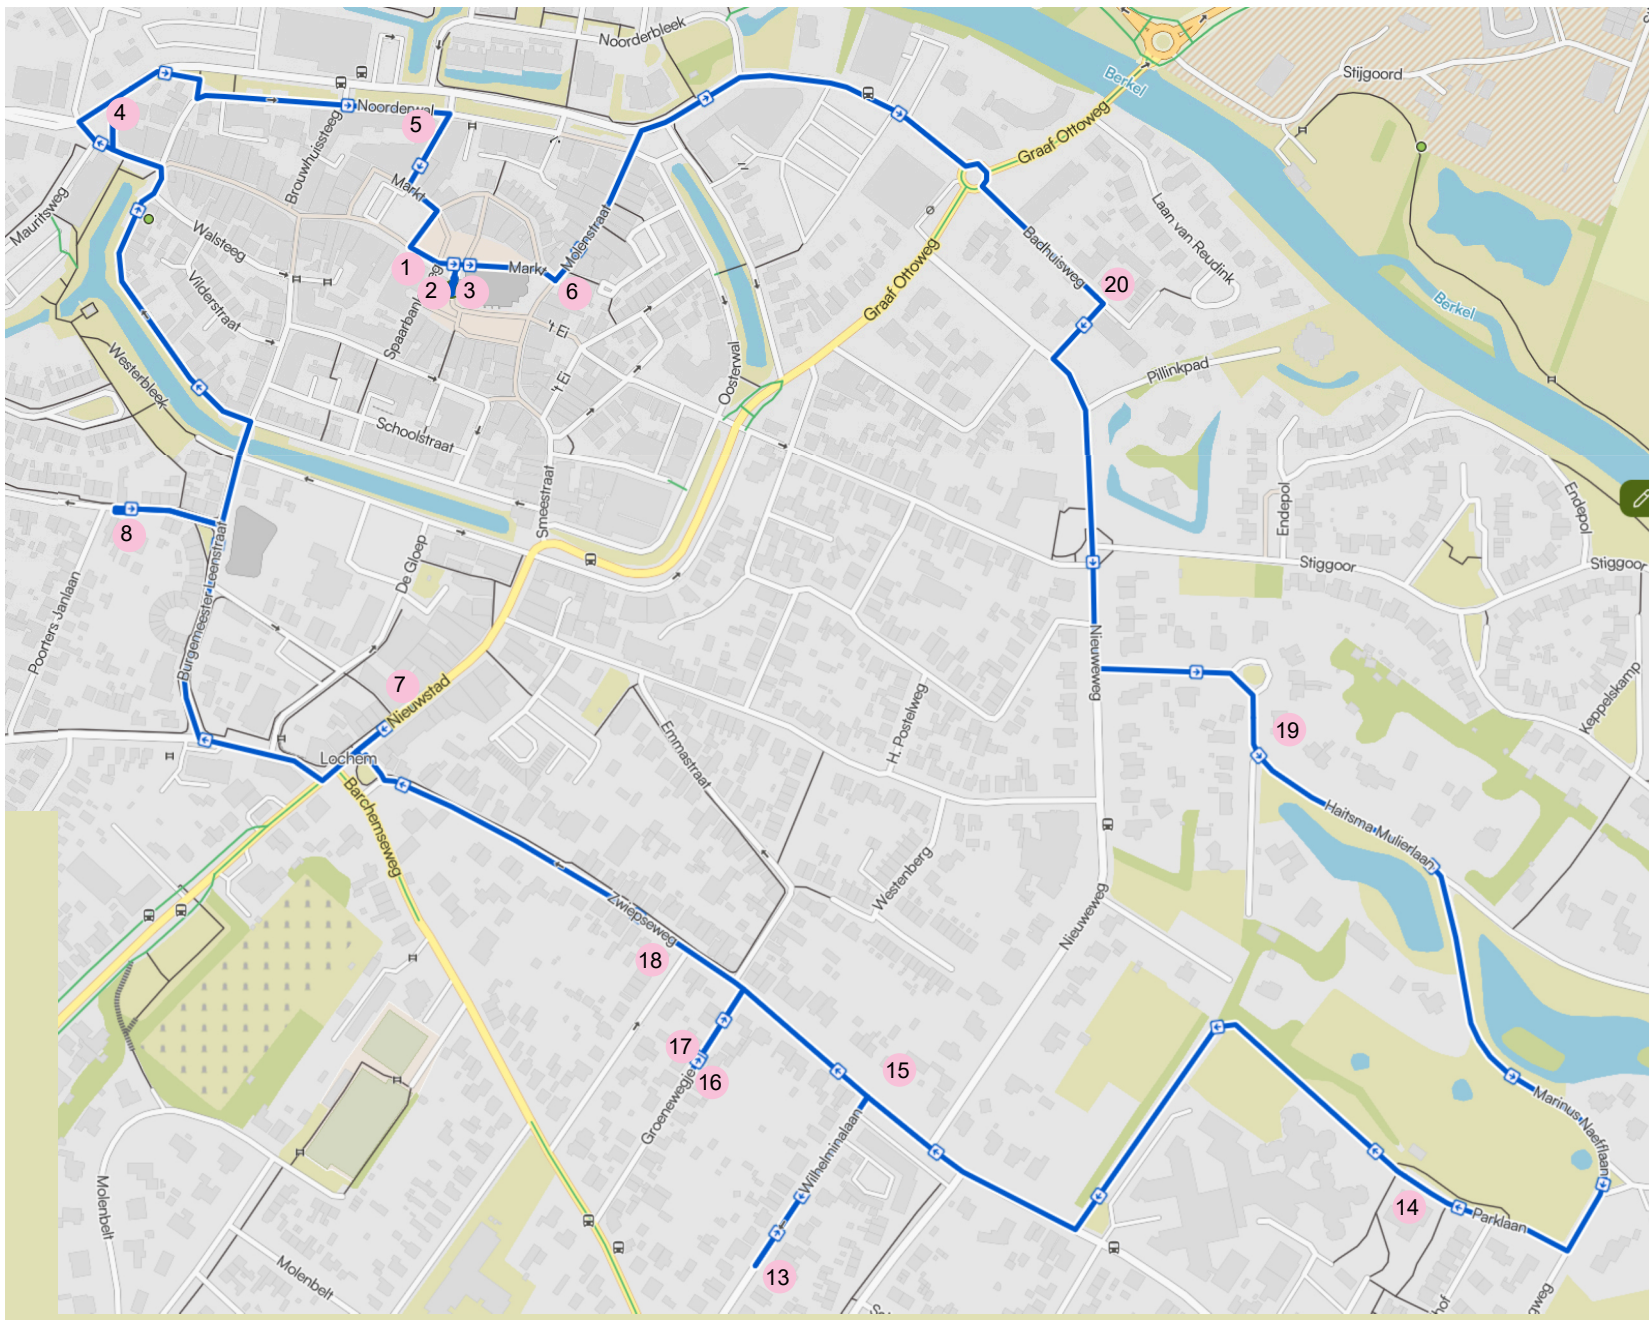 Noorderbleek
Stijgoord
Berkel
4
Noorderwal
5
Graaf Ottoweg
Brouwhuissteeg
Markt
Mauritsweg
Walsteeg
Molenstraat
Laan van Reudink
Badhuisweg
1
Markt
2
3
6
20
Vilderstraat
Graaf Ottoweg
Berkel
Spaarbank
't Ei
Westerbleek
't Ei
Oosterwal
Pillinkpad
Schoolstraat
Smeestraat
Endepol
Endepol
8
De Gloep
Stiggoor
Stiggoor
Poorters Janlaan
Burgemeester Leenstraat
7
Nieuwstad
Nieuweweg
H. Postelweg
Keppelskamp
19
Lochem
Emmastraat
Barchemseweg
Haitsma Mulierlaan
Westenberg
Zwiepseweg
Nieuweweg
18
17
16
15
Groenewegje
Wilhelminalaan
Marinus Naefflaan
14
Parklaan
Molenbelt
13
Molenbelt